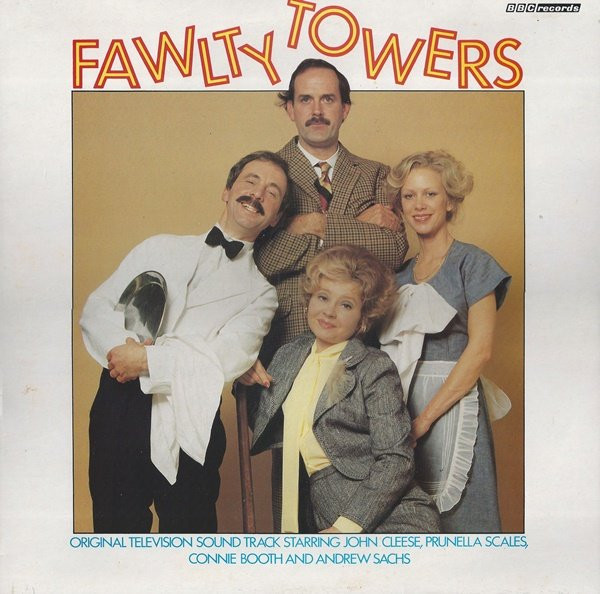 BBC records
FAWLTY TOWERS
ORIGINAL TELEVISION SOUND TRACK STARRING JOHN CLEESE, PRUNELLA SCALES,
CONNIE BOOTH AND ANDREW SACHS